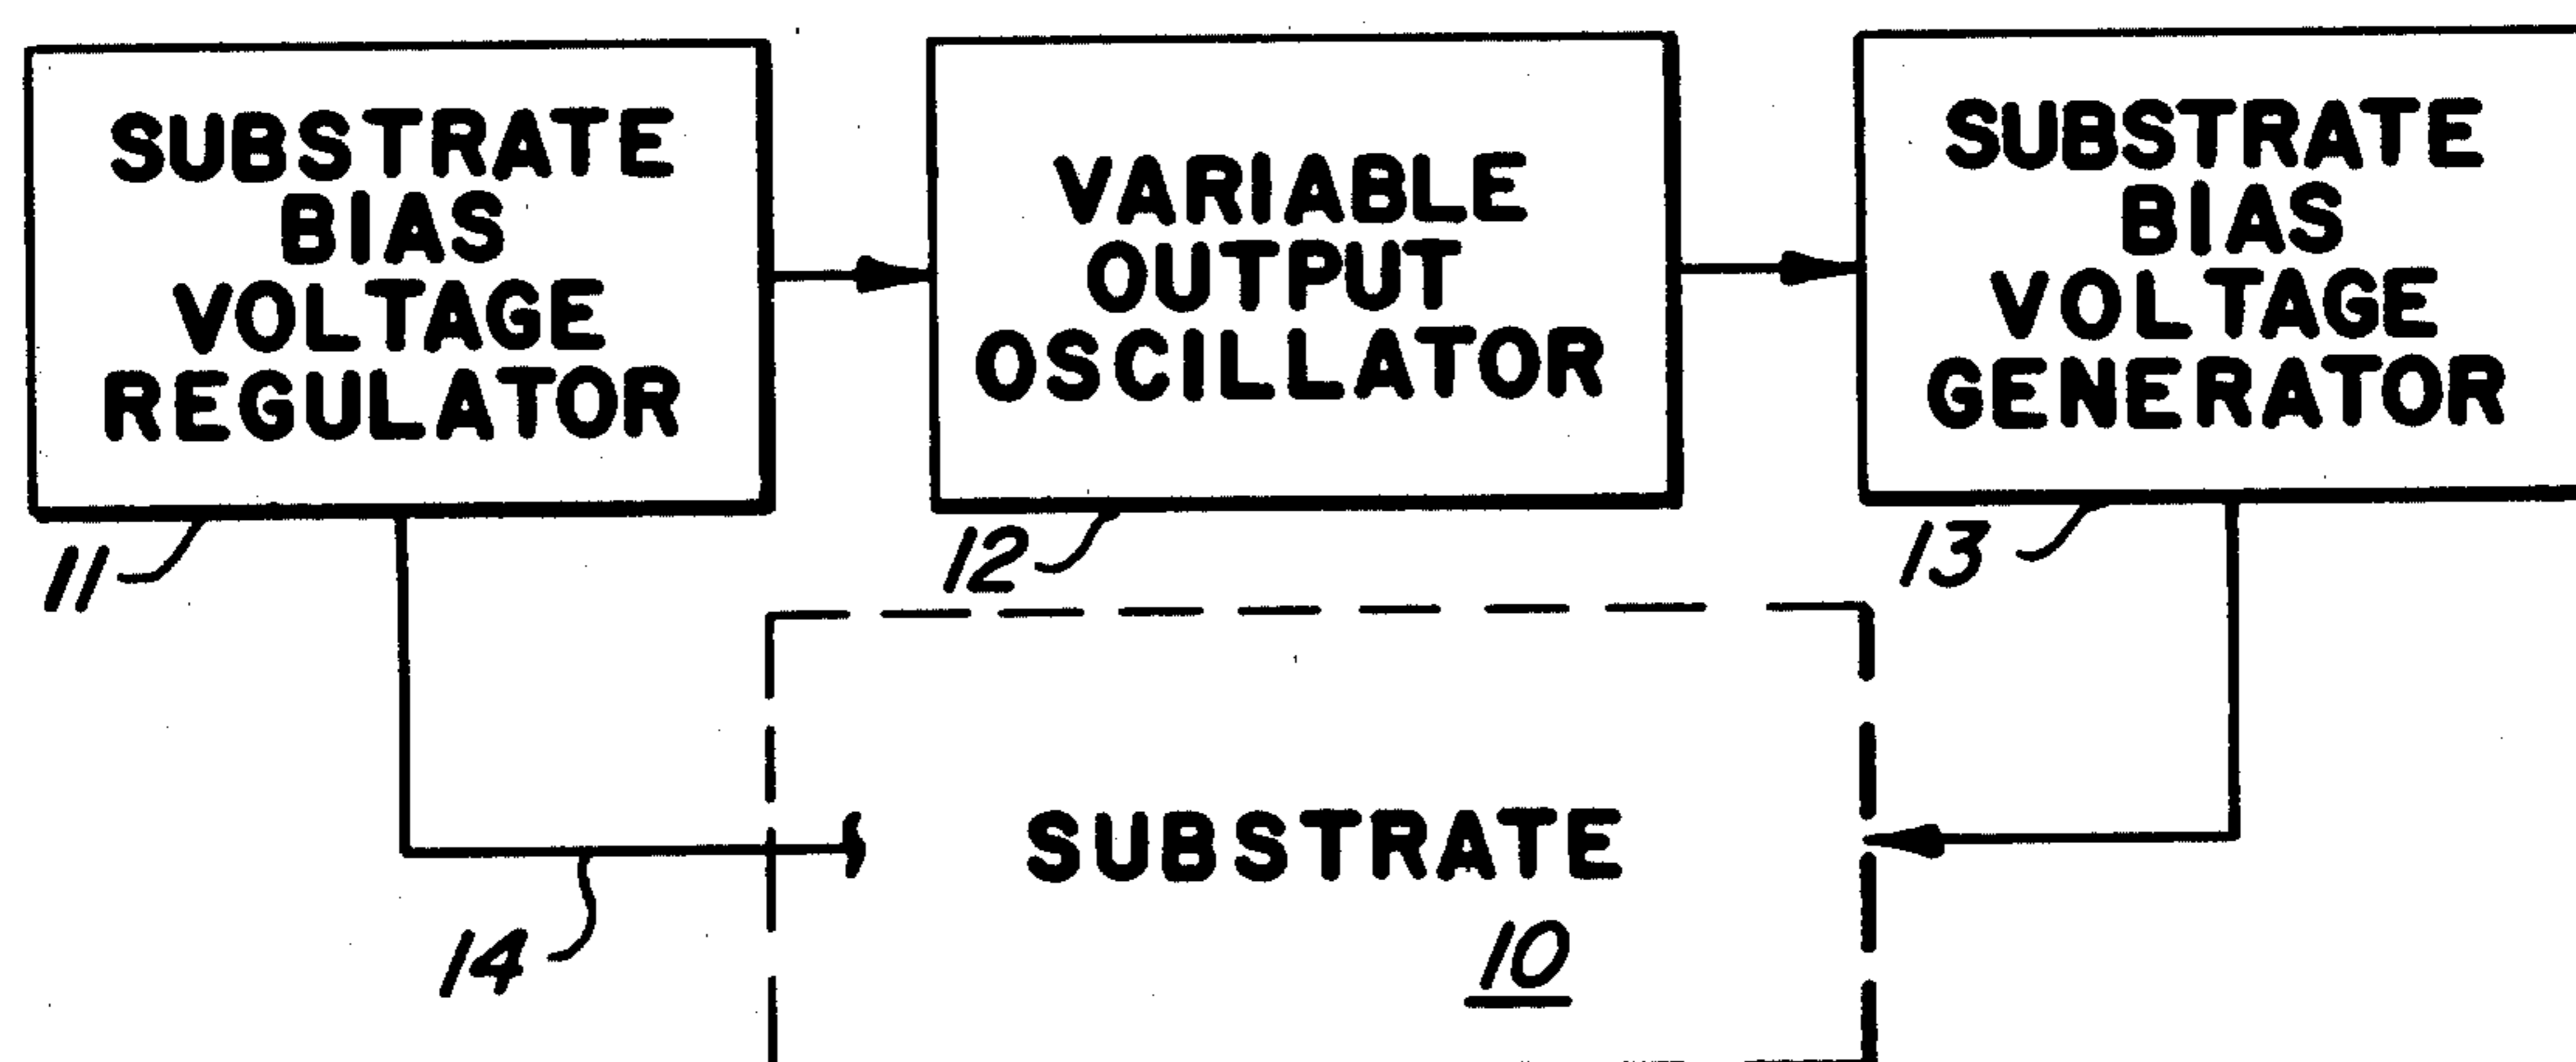 SUBSTRATE
BIAS
VOLTAGE
REGULATOR
VARIABLE
OUTPUT
OSCILLATOR
SUBSTRATE
BIAS
VOLTAGE
GENERATOR
11
12
13
SUBSTRATE
10
14